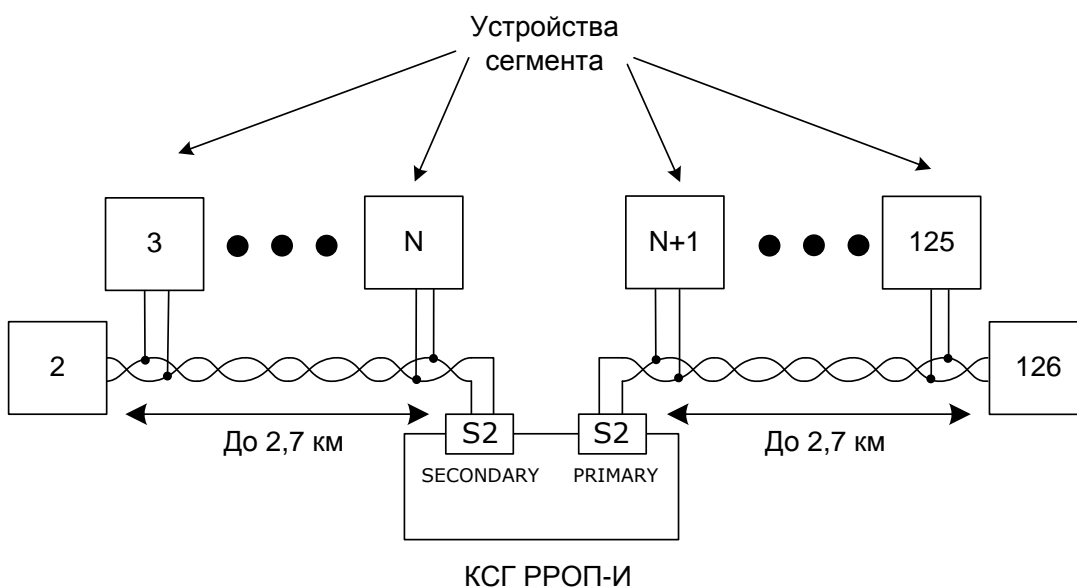 Устройства
сегмента
3
N
N+1
125
2
126
До 2,7 км
До 2,7 км
S2
S2
SECONDARY
PRIMARY
КСГ РРОП-И